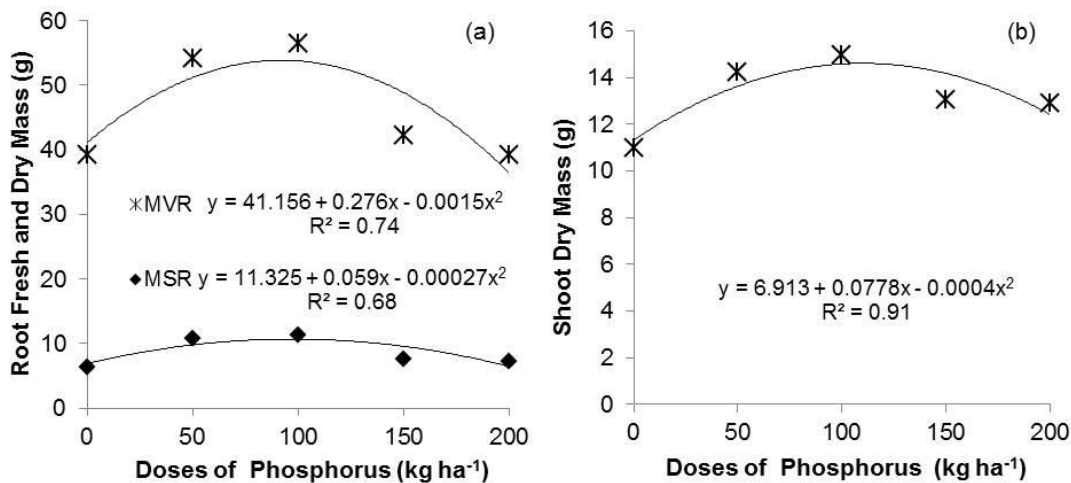 (a)
Root Fresh and Dry Mass (g)
60
50
40
30
20
10
0
MVR y = 41.156 + 0.276x - 0.0015x²
R² = 0.74
MSR y = 11.325 + 0.059x - 0.00027x²
R² = 0.68
0 50 100 150 200
Doses of Phosphorus (kg ha⁻¹)
(b)
Shoot Dry Mass (g)
16
14
12
10
8
6
4
2
0
y = 6.913 + 0.0778x - 0.0004x²
R² = 0.91
0 50 100 150 200
Doses of Phosphorus (kg ha⁻¹)